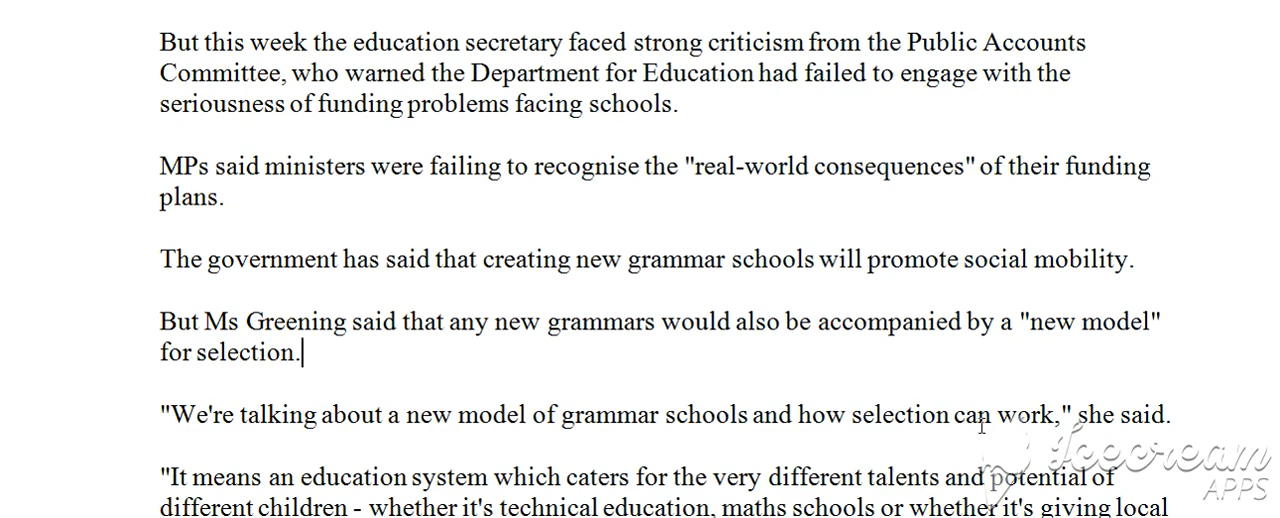 But this week the education secretary faced strong criticism from the Public Accounts
Committee, who warned the Department for Education had failed to engage with the
seriousness of funding problems facing schools.
MPs said ministers were failing to recognise the "real-world consequences" of their funding
plans.
The government has said that creating new grammar schools will promote social mobility.
But Ms Greening said that any new grammars would also be accompanied by a "new model"
for selection.
"We're talking about a new model of grammar schools and how selection can work," she said.
"It means an education system which caters for the very different talents and potential of
different children - whether it's technical education, maths schools or whether it's giving local
Icecream
APPS